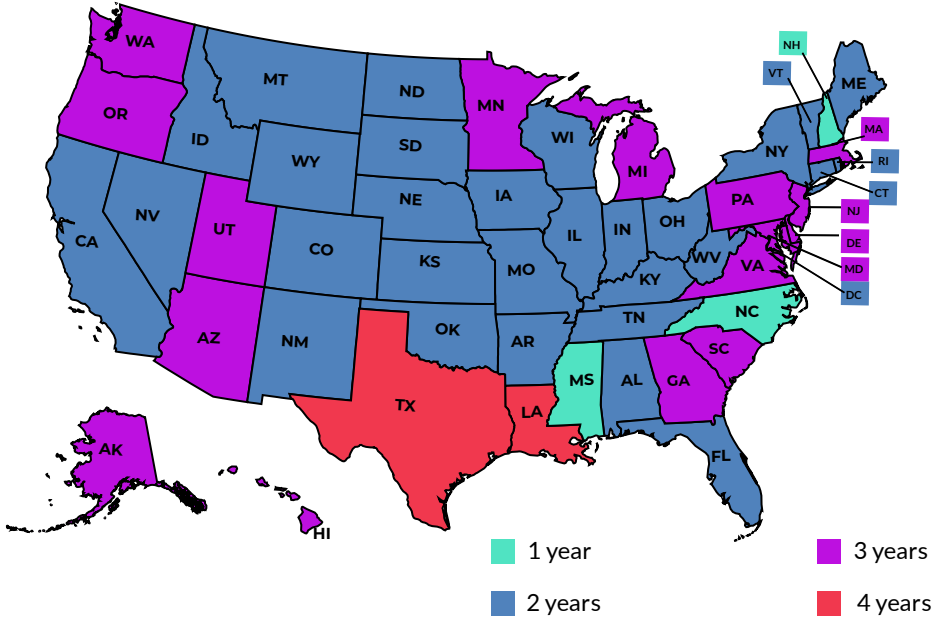 WA
NH
VT
MT
ND
ME
OR
MN
MA
ID
WI
NY
SD
RI
WY
MI
CT
NE
IA
PA
NJ
NV
UT
OH
IN
IL
DE
CA
CO
KS
WV
VA
MD
MO
KY
DC
NC
TN
OK
AZ
NM
AR
SC
MS
AL
GA
TX
LA
FL
AK
HI
1 year
3 years
2 years
4 years